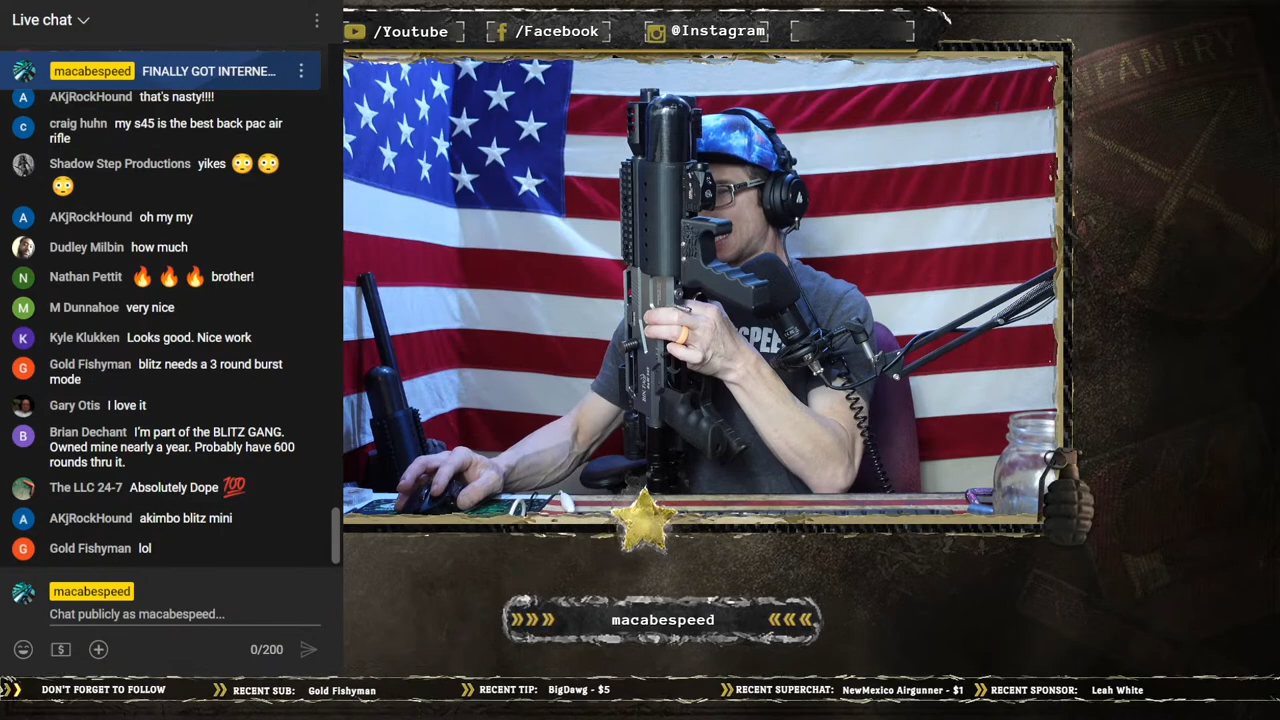 Live chat
/Youtube
/Facebook
@Instagram
macabespeed FINALLY GOT INTERNE...
AKjRockHound that's nasty!!!!
craig huhn my s45 is the best back pac air
rifle
Shadow Step Productions yikes 😳 😳
😳
AKjRockHound oh my my
Dudley Milbin how much
Nathan Pettit 🔥 🔥 🔥 brother!
M Dunnahoe very nice
Kyle Klukken Looks good. Nice work
Gold Fishyman blitz needs a 3 round burst
mode
Gary Otis I love it
Brian Dechant I'm part of the BLITZ GANG.
Owned mine nearly a year. Probably have 600
rounds thru it.
The LLC 24-7 Absolutely Dope 💯
AKjRockHound akimbo blitz mini
Gold Fishyman lol
macabespeed
Chat publicly as macabespeed...
0/200
macabespeed
DON'T FORGET TO FOLLOW
RECENT SUB: Gold Fishyman
RECENT TIP: BigDawg - $5
RECENT SUPERCHAT: NewMexico Airgunner - $1
RECENT SPONSOR: Leah White